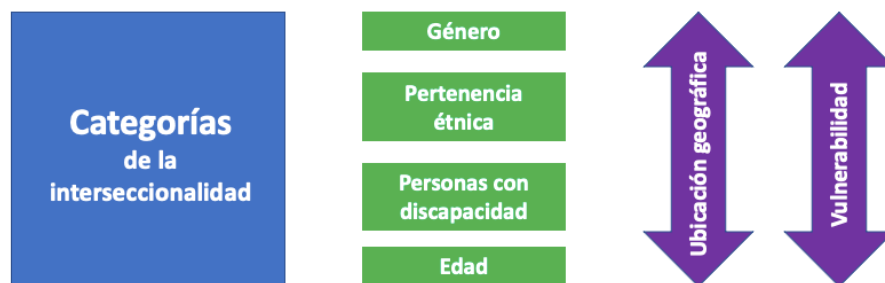 Categorías
de la
interseccionalidad
Género
Pertenencia
étnica
Personas con
discapacidad
Edad
Ubicación geográfica
Vulnerabilidad